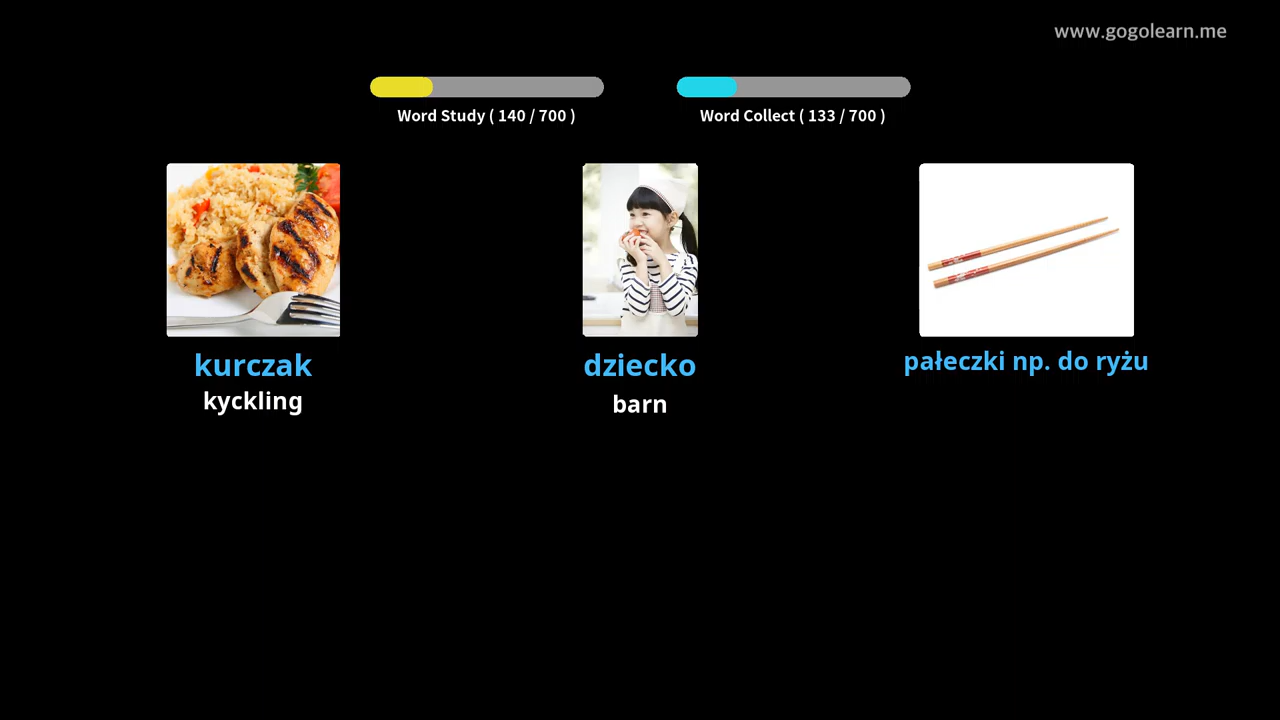 www.gogolearn.me
Word Study ( 140 / 700 )
Word Collect ( 133 / 700 )
kurczak
kyckling
dziecko
barn
pałeczki np. do ryżu